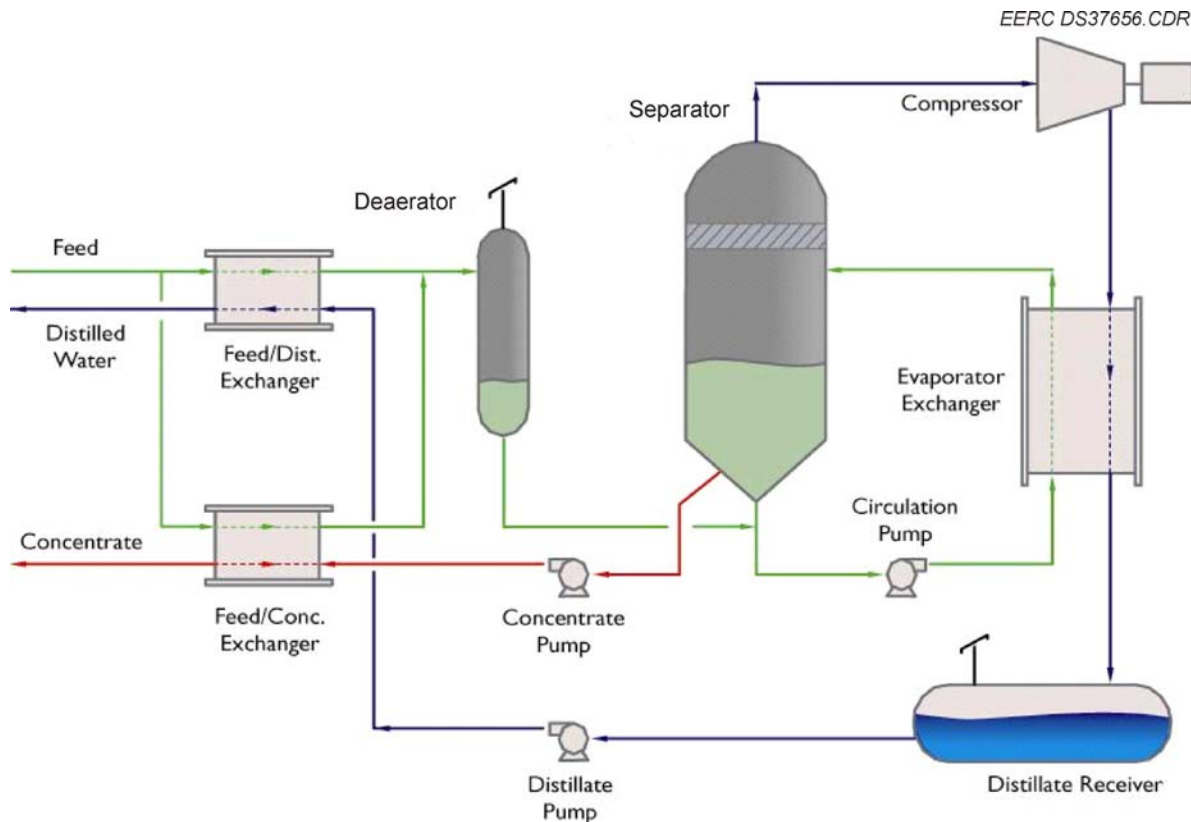 EERC DS37656.CDR
Separator
Compressor
Deaerator
Feed
Distilled
Water
Feed/Dist.
Exchanger
Evaporator
Exchanger
Circulation
Pump
Concentrate
Feed/Conc.
Exchanger
Concentrate
Pump
Distillate
Pump
Distillate Receiver